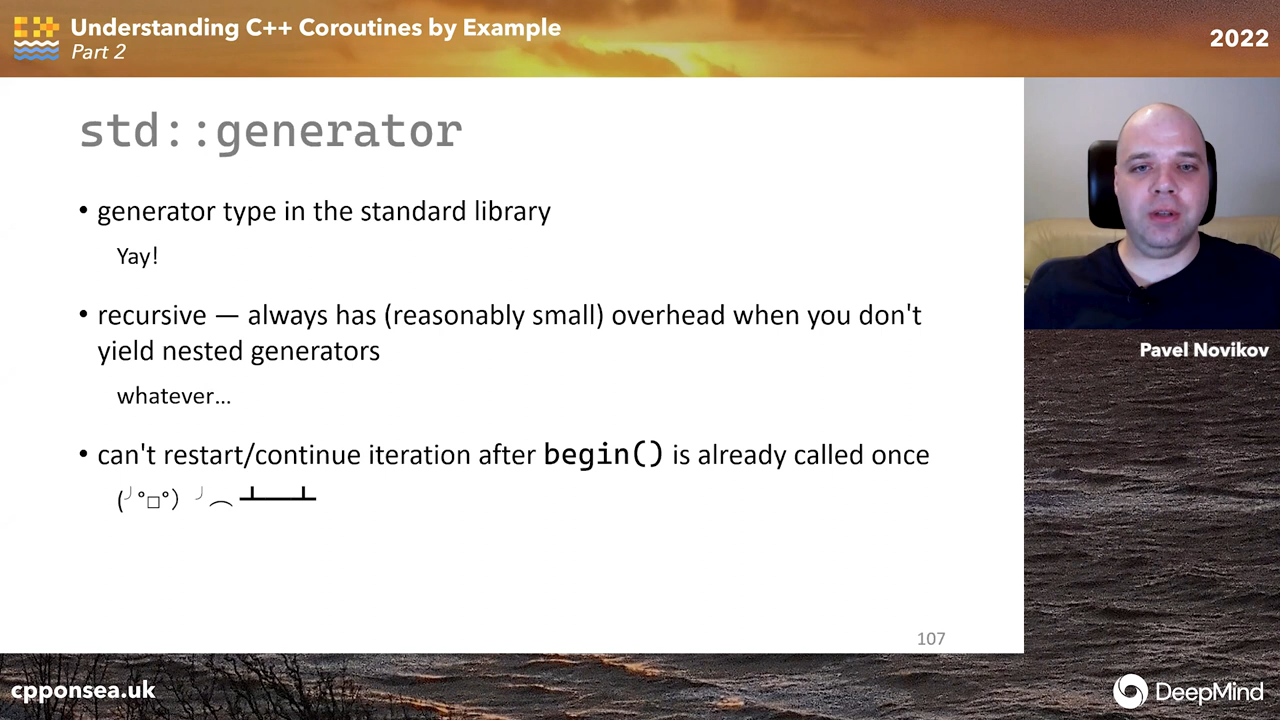 Understanding C++ Coroutines by Example
Part 2
2022
std::generator
• generator type in the standard library
Yay!
• recursive — always has (reasonably small) overhead when you don't
yield nested generators
whatever…
• can't restart/continue iteration after begin() is already called once
(╯°□°）╯︵ ┻━┻
107
Pavel Novikov
cpponsea.uk
DeepMind